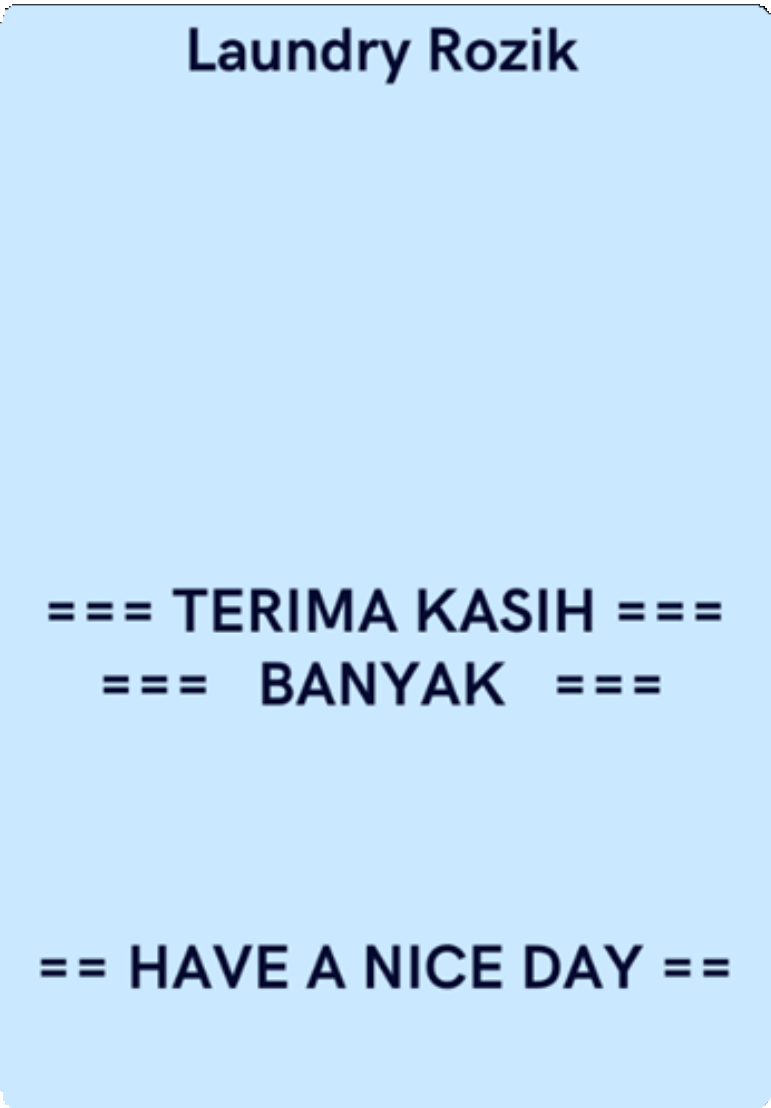 Laundry Rozik
=== TERIMA KASIH ===
===   BANYAK   ===
== HAVE A NICE DAY ==